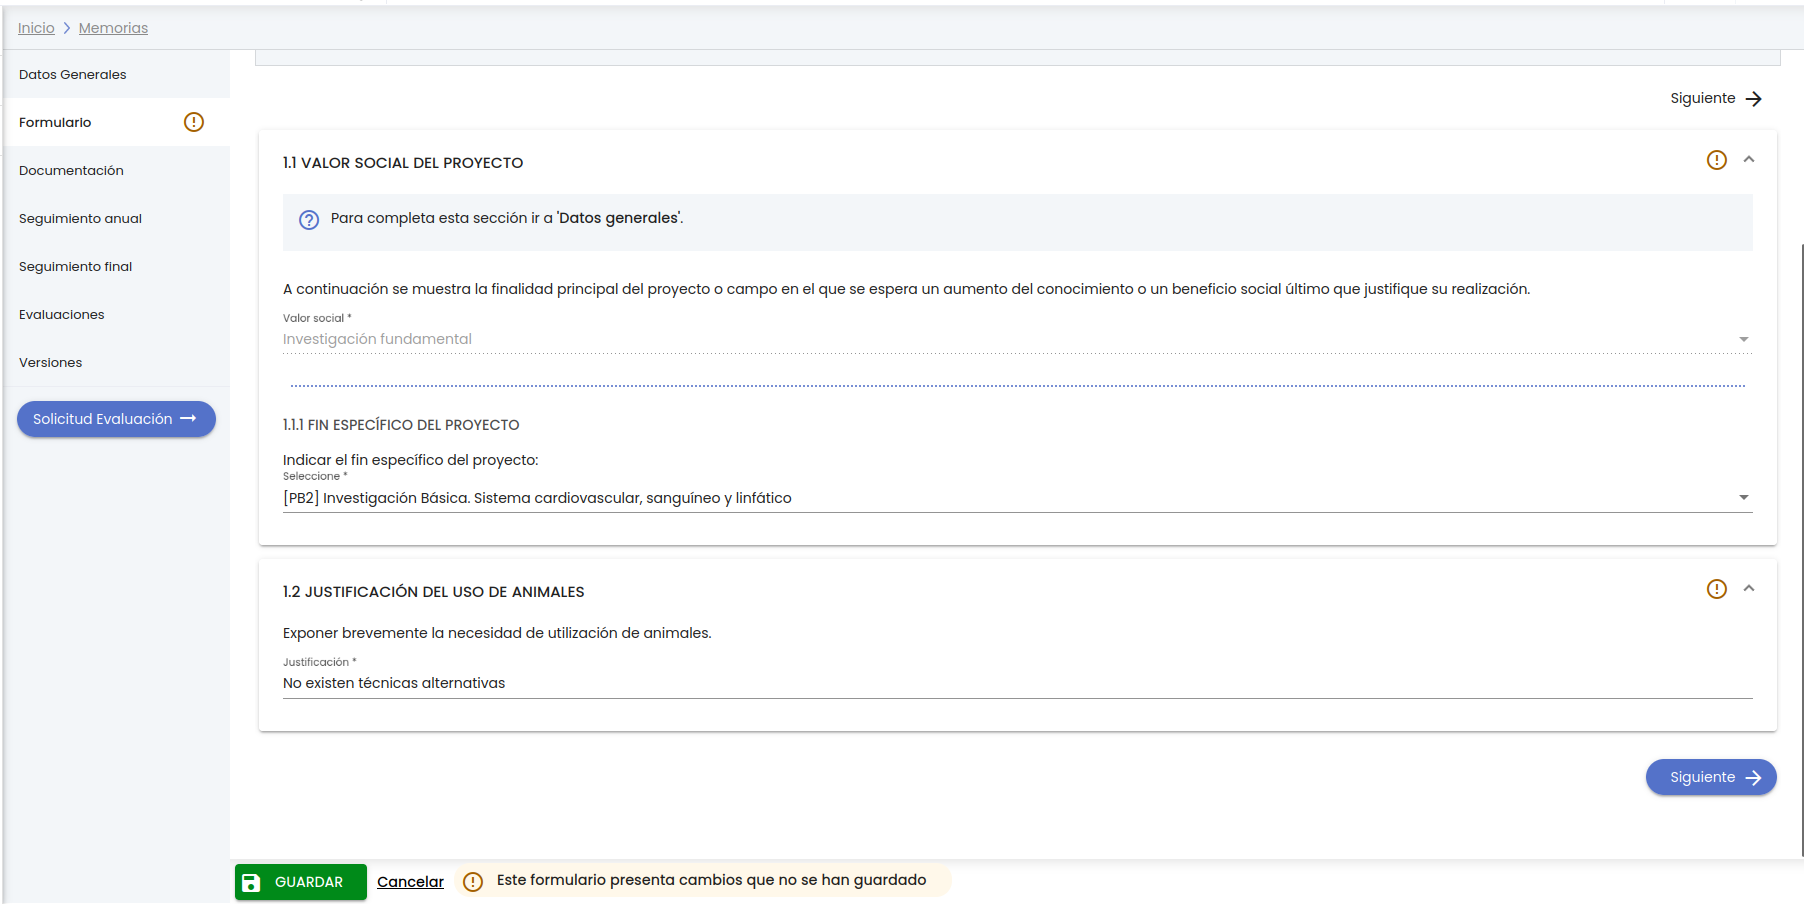 Inicio > Memorias
Datos Generales
Formulario
Documentación
Seguimiento anual
Seguimiento final
Evaluaciones
Versiones
Solicitud Evaluación →
Siguiente →
1.1 VALOR SOCIAL DEL PROYECTO
Para completa esta sección ir a 'Datos generales'.
A continuación se muestra la finalidad principal del proyecto o campo en el que se espera un aumento del conocimiento o un beneficio social último que justifique su realización.
Valor social *
Investigación fundamental
1.1.1 FIN ESPECÍFICO DEL PROYECTO
Indicar el fin específico del proyecto:
Seleccione *
[PB2] Investigación Básica. Sistema cardiovascular, sanguíneo y linfático
1.2 JUSTIFICACIÓN DEL USO DE ANIMALES
Exponer brevemente la necesidad de utilización de animales.
Justificación *
No existen técnicas alternativas
Siguiente →
GUARDAR Cancelar Este formulario presenta cambios que no se han guardado